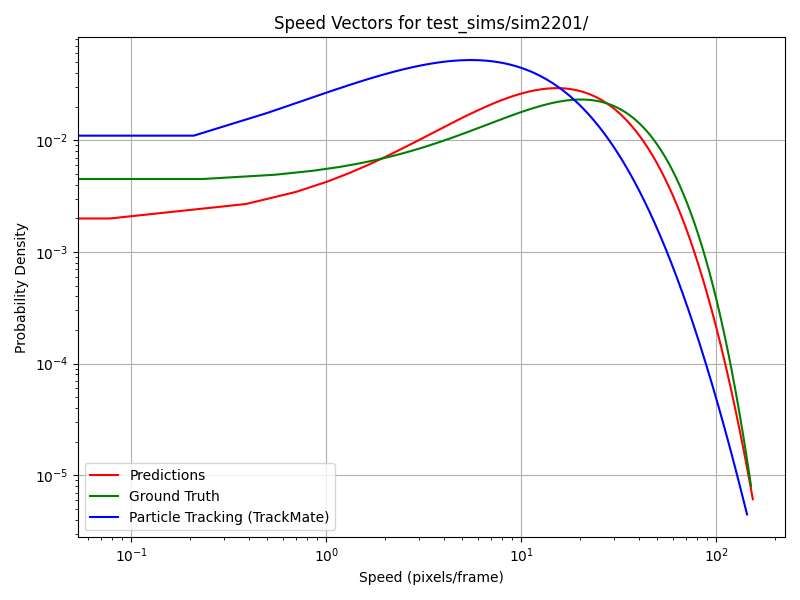 Speed Vectors for test_sims/sim2201/
Probability Density
10⁻²
10⁻³
10⁻⁴
10⁻⁵
Predictions
Ground Truth
Particle Tracking (TrackMate)
10⁻¹
10⁰
10¹
10²
Speed (pixels/frame)